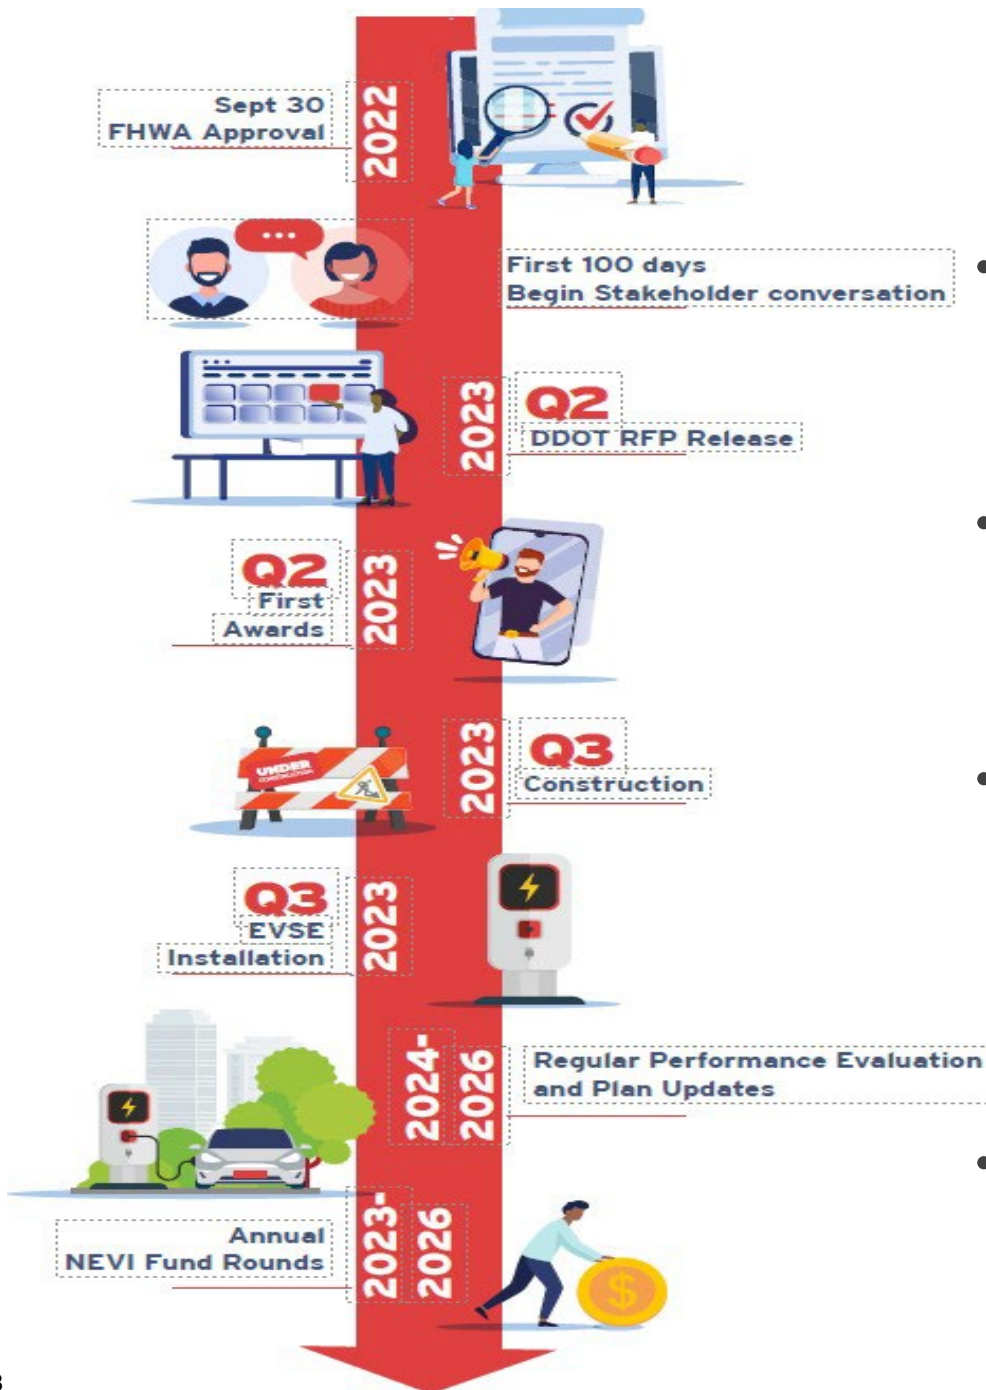 2022
Sept 30
FHWA Approval
First 100 days
Begin Stakeholder conversation
2023
Q2
DDOT RFP Release
Q2
First
Awards
2023
2023
Q3
Construction
UNDER
CONSTRUCTION
Q3
EVSE
Installation
2023
2024-
2026
Regular Performance Evaluation
and Plan Updates
Annual
NEVI Fund Rounds
2023-
2026
$